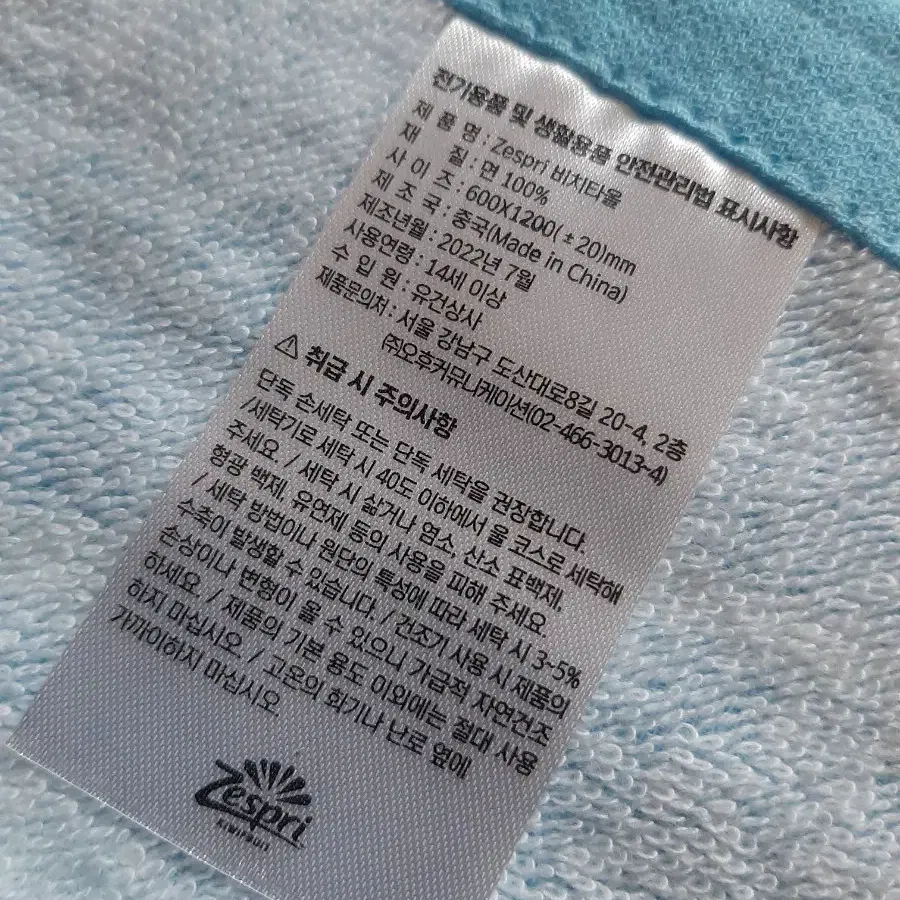 전기용품 및 생활용품 안전관리법 표시사항
제 품 명 : Zespri 비치타올
재 질 : 면 100%
사 이 즈 : 600X1200(±20)mm
제 조 국 : 중국(Made in China)
제조년월 : 2022년 7월
사용연령 : 14세 이상
수 입 원 : 유건상사
제품문의처 : 서울 강남구 도산대로8길 20-4, 2층
㈜오후커뮤니케이션(02-466-3013-4)
⚠ 취급 시 주의사항
단독 손세탁 또는 단독 세탁을 권장합니다.
/세탁기로 세탁 시 40도 이하에서 울 코스로 세탁해
주세요. / 세탁 시 삶거나 염소, 산소 표백제,
형광 백제, 유연제 등의 사용을 피해 주세요.
/ 세탁 방법이나 원단의 특성에 따라 세탁 시 3~5%
수축이 발생할 수 있습니다. / 건조기 사용 시 제품의
손상이나 변형이 올 수 있으니 가급적 자연건조
하세요. / 제품의 기본 용도 이외에는 절대 사용
하지 마십시오. / 고온의 화기나 난로 옆에
가까이하지 마십시오.
Zespri
KIWIFRUIT